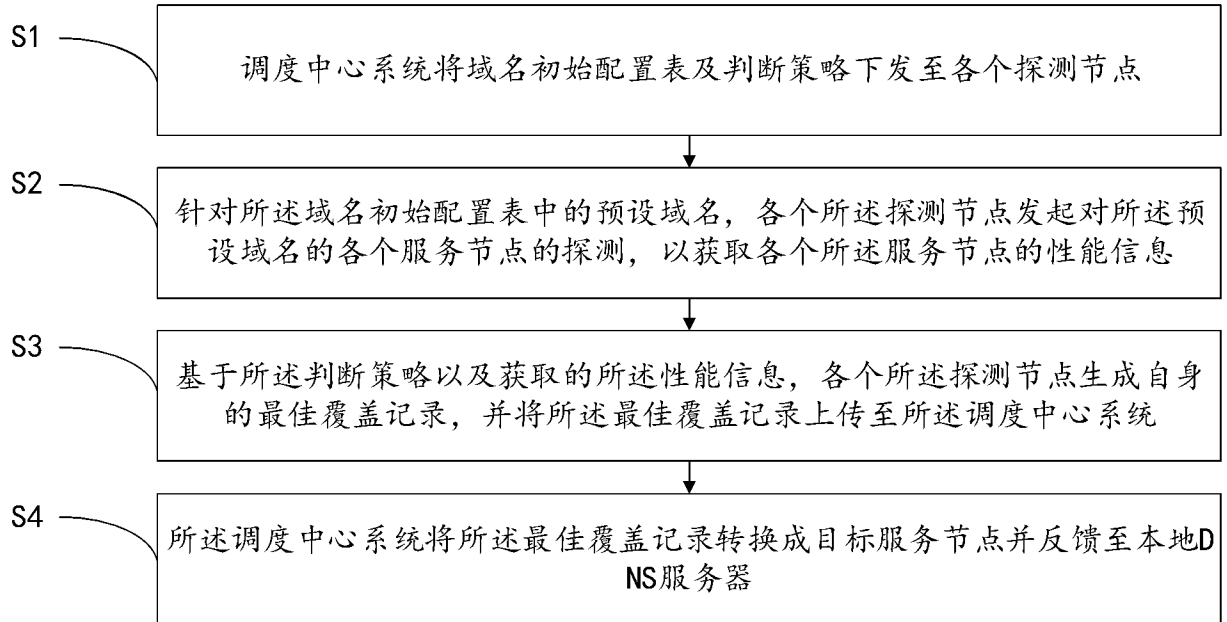 S1
调度中心系统将域名初始配置表及判断策略下发至各个探测节点
S2
针对所述域名初始配置表中的预设域名，各个所述探测节点发起对所述预
设域名的各个服务节点的探测，以获取各个所述服务节点的性能信息
S3
基于所述判断策略以及获取的所述性能信息，各个所述探测节点生成自身
的最佳覆盖记录，并将所述最佳覆盖记录上传至所述调度中心系统
S4
所述调度中心系统将所述最佳覆盖记录转换成目标服务节点并反馈至本地D
NS服务器